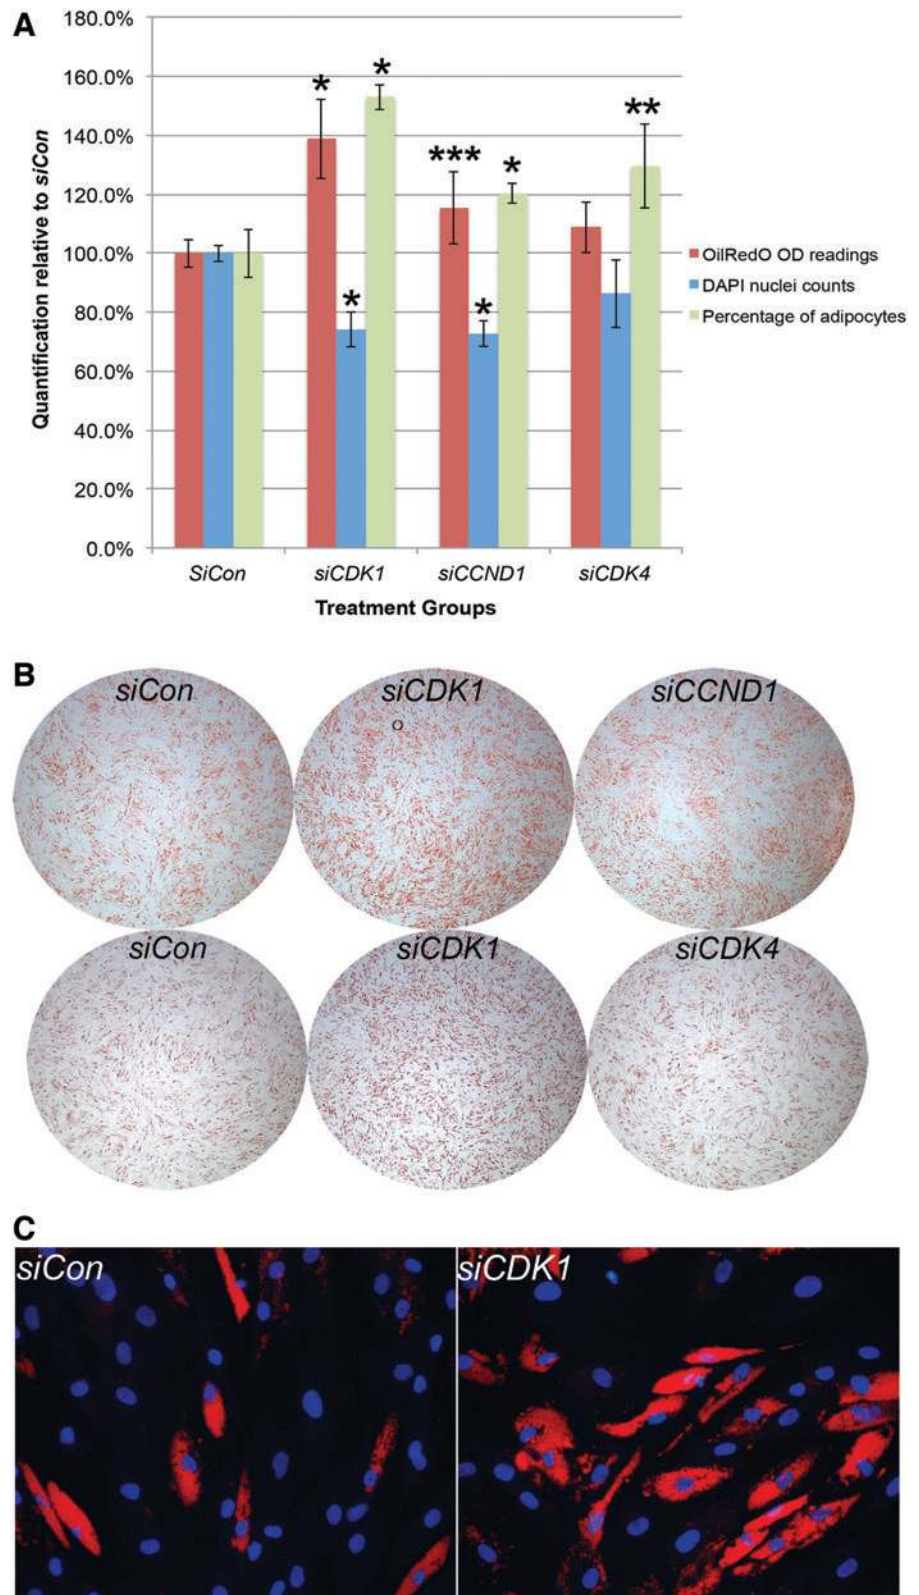 A
180.0%
160.0%
140.0%
120.0%
100.0%
80.0%
60.0%
40.0%
20.0%
0.0%
Quantification relative to siCon
* *
*
*** *
*
**
OilRedO OD readings
DAPI nuclei counts
Percentage of adipocytes
SiCon siCDK1 siCCND1 siCDK4
Treatment Groups
B
siCon siCDK1 siCCND1
siCon siCDK1 siCDK4
C
siCon siCDK1